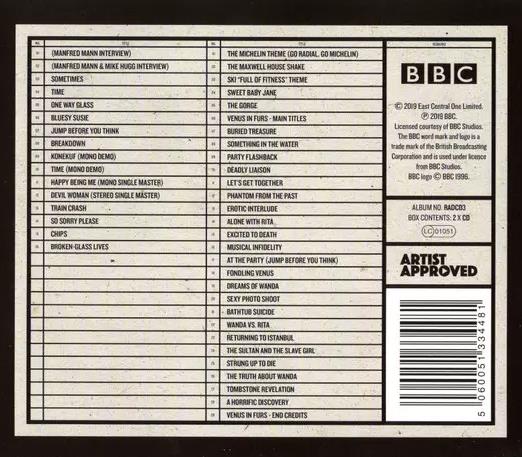 NO. TITLE NO. TITLE REMARKS
(MANFRED MANN INTERVIEW)
(MANFRED MANN & MIKE HUGG INTERVIEW)
SOMETIMES
TIME
ONE WAY GLASS
BLUESY SUSIE
JUMP BEFORE YOU THINK
BREAKDOWN
KONEKUF (MONO DEMO)
TIME (MONO DEMO)
HAPPY BEING ME (MONO SINGLE MASTER)
DEVIL WOMAN (STEREO SINGLE MASTER)
TRAIN CRASH
SO SORRY PLEASE
CHIPS
BROKEN-GLASS LIVES
THE MICHELIN THEME (GO RADIAL, GO MICHELIN)
THE MAXWELL HOUSE SHAKE
SKI "FULL OF FITNESS" THEME
SWEET BABY JANE
THE GORGE
VENUS IN FURS - MAIN TITLES
BURIED TREASURE
SOMETHING IN THE WATER
PARTY FLASHBACK
DEADLY LIAISON
LET'S GET TOGETHER
PHANTOM FROM THE PAST
EROTIC INTERLUDE
ALONE WITH RITA
EXCITED TO DEATH
MUSICAL INFIDELITY
AT THE PARTY (JUMP BEFORE YOU THINK)
FONDLING VENUS
DREAMS OF WANDA
SEXY PHOTO SHOOT
BATHTUB SUICIDE
WANDA VS. RITA
RETURNING TO ISTANBUL
THE SULTAN AND THE SLAVE GIRL
STRUNG UP TO DIE
THE TRUTH ABOUT WANDA
TOMBSTONE REVELATION
A HORRIFIC DISCOVERY
VENUS IN FURS - END CREDITS
BBC
© 2019 East Central One Limited.
℗ 2019 BBC.
Licensed courtesy of BBC Studios.
The BBC word mark and logo is a
trade mark of the British Broadcasting
Corporation and is used under licence
from BBC Studios.
BBC logo © BBC 1996.
ALBUM NO. RADCD3
BOX CONTENTS: 2 X CD
LC 01051
ARTIST
APPROVED
5 060051 334481